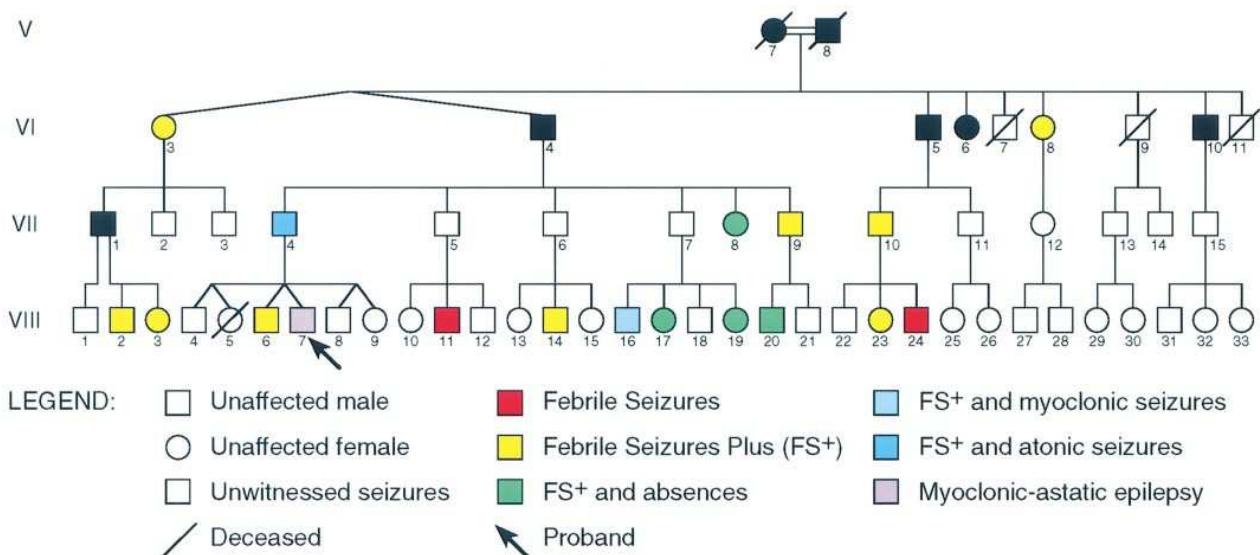 V
7 8
VI
3 4 5 6 7 8 9 10 11
VII
1 2 3 4 5 6 7 8 9 10 11 12 13 14 15
VIII
1 2 3 4 5 6 7 8 9 10 11 12 13 14 15 16 17 18 19 20 21 22 23 24 25 26 27 28 29 30 31 32 33
LEGEND: Unaffected male Febrile Seizures FS+ and myoclonic seizures
Unaffected female Febrile Seizures Plus (FS+) FS+ and atonic seizures
Unwitnessed seizures FS+ and absences Myoclonic-astatic epilepsy
Deceased Proband